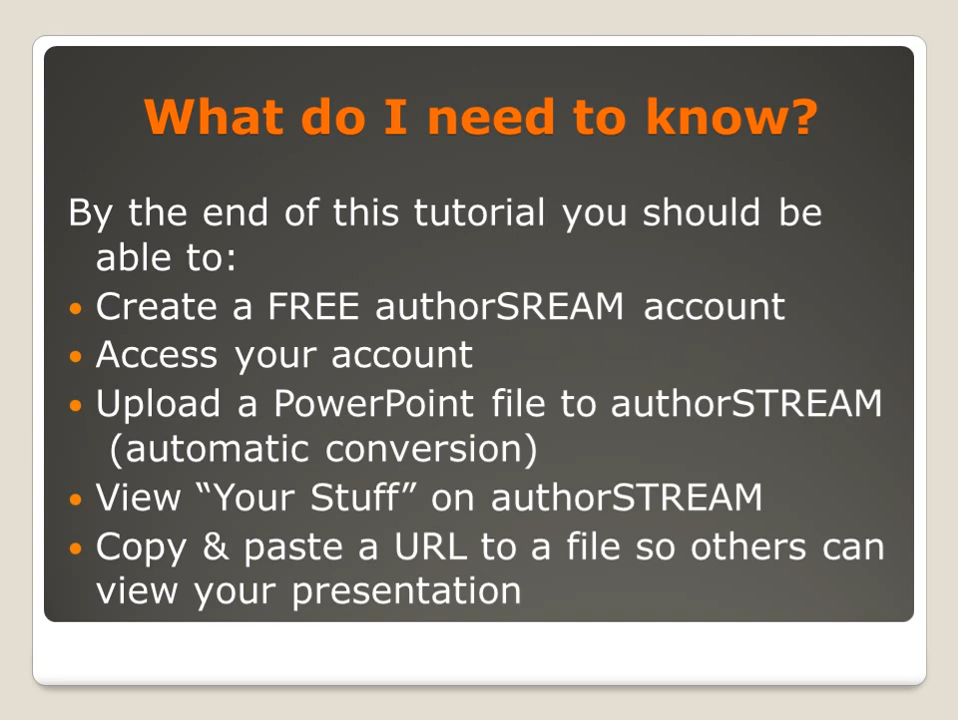 What do I need to know?
By the end of this tutorial you should be
able to:
• Create a FREE authorSREAM account
• Access your account
• Upload a PowerPoint file to authorSTREAM
(automatic conversion)
• View “Your Stuff” on authorSTREAM
• Copy & paste a URL to a file so others can
view your presentation